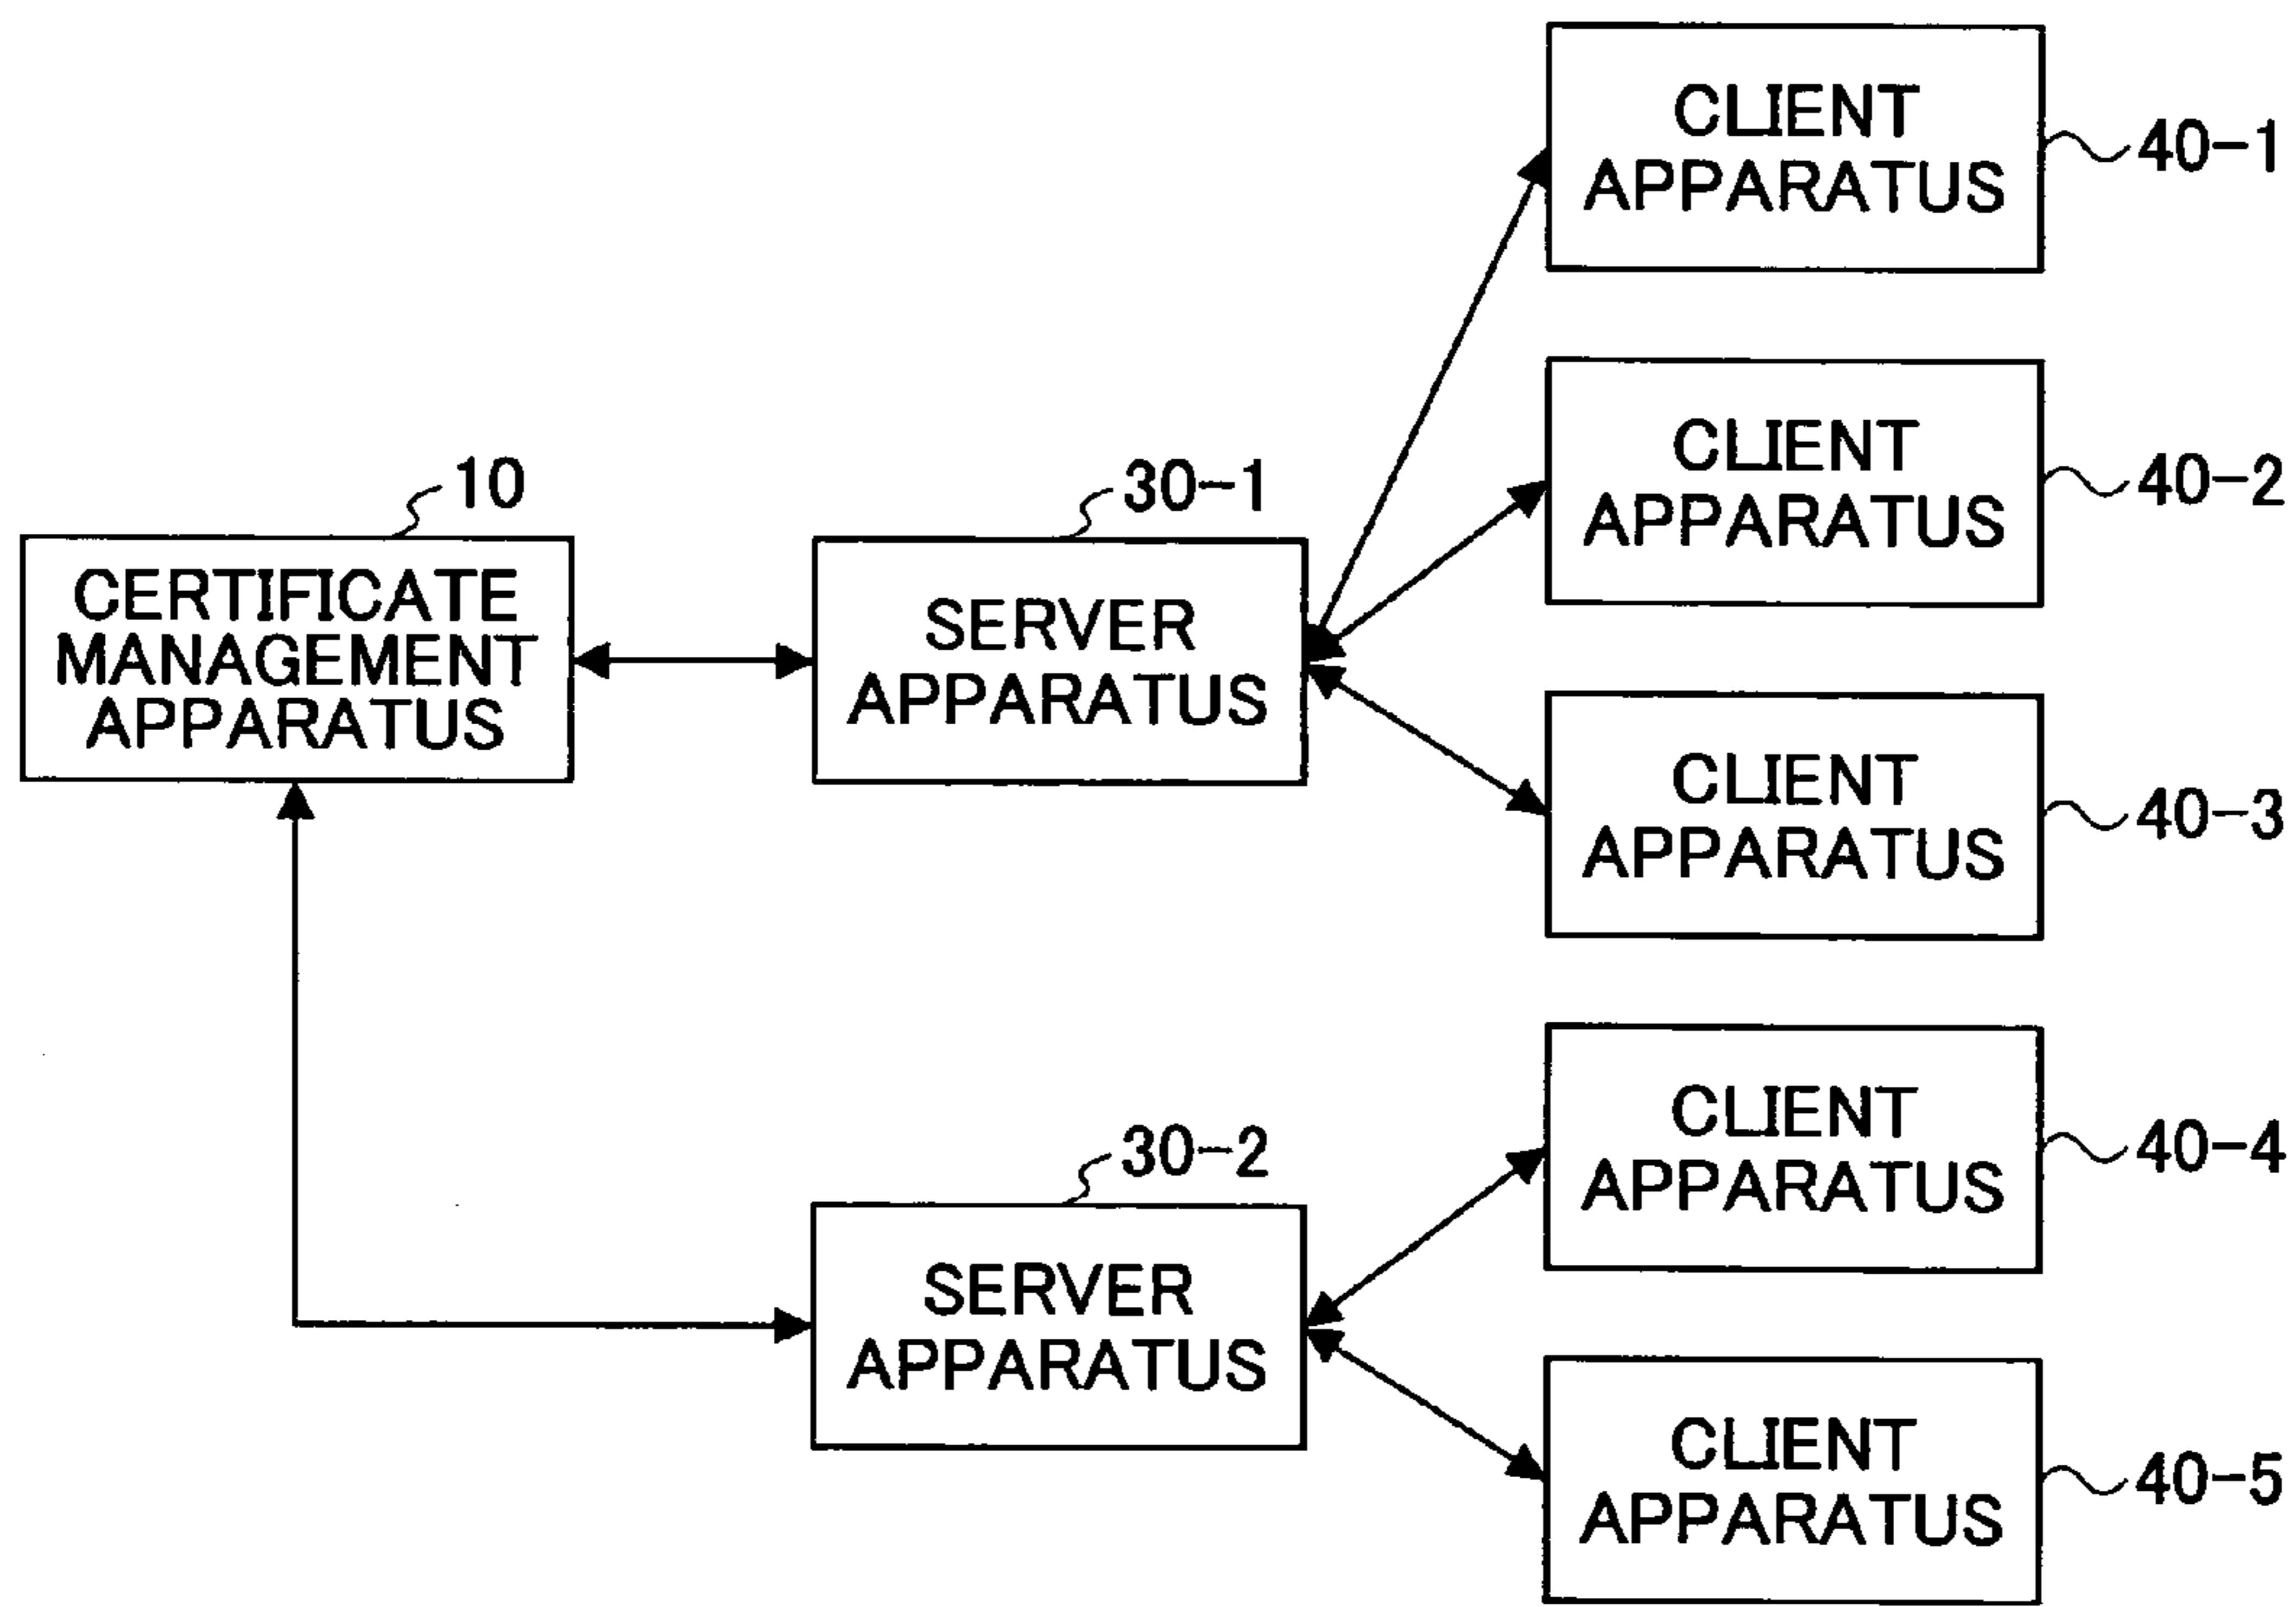 CLIENT
APPARATUS
40-1
CLIENT
APPARATUS
40-2
10
CERTIFICATE
MANAGEMENT
APPARATUS
30-1
SERVER
APPARATUS
CLIENT
APPARATUS
40-3
CLIENT
APPARATUS
40-4
30-2
SERVER
APPARATUS
CLIENT
APPARATUS
40-5